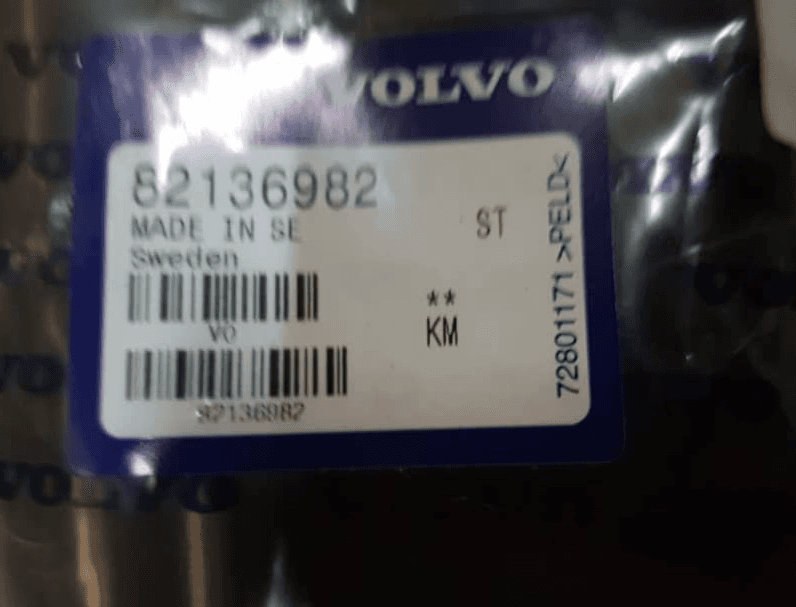 VOLVO
82136982
MADE IN SE
ST
Sweden
**
VO
KM
82136982
72801171 >PELD<